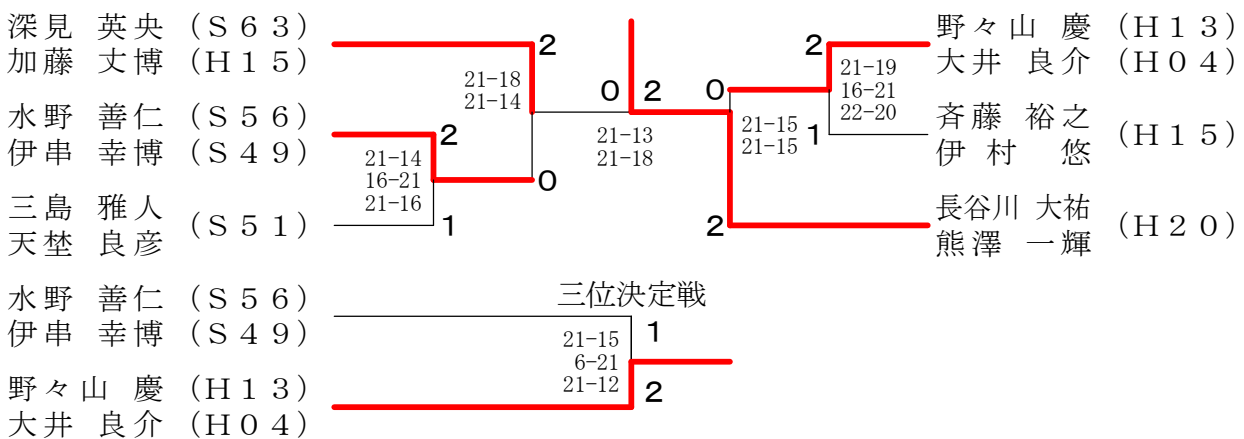 深見 英央 (S63)
加藤 丈博 (H15)
水野 善仁 (S56)
伊串 幸博 (S49)
三島 雅人
天埜 良彦
(S51)
2
21-18
21-14
0
2
21-14
16-21
21-16
1
0 2
21-13
21-18
0
2
21-15
21-15
2
21-19
16-21
22-20
1
野々山 慶 (H13)
大井 良介 (H04)
斉藤 裕之
伊村 悠
(H15)
長谷川 大祐
熊澤 一輝
(H20)
三位決定戦
水野 善仁 (S56)
伊串 幸博 (S49)
野々山 慶 (H13)
大井 良介 (H04)
1
21-15
6-21
21-12
2